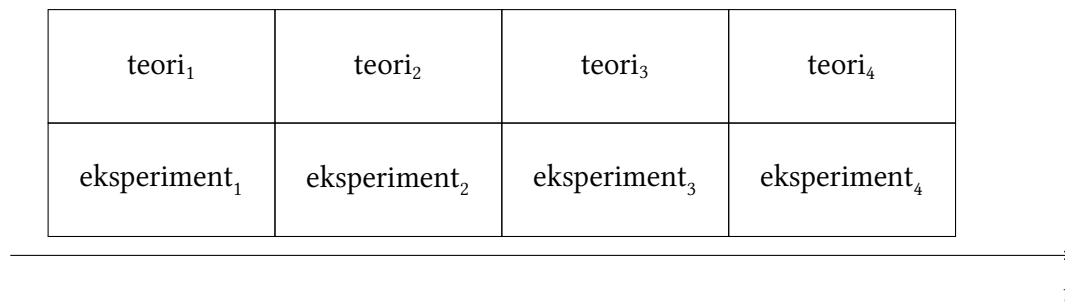 teori₁ teori₂ teori₃ teori₄
eksperiment₁ eksperiment₂ eksperiment₃ eksperiment₄